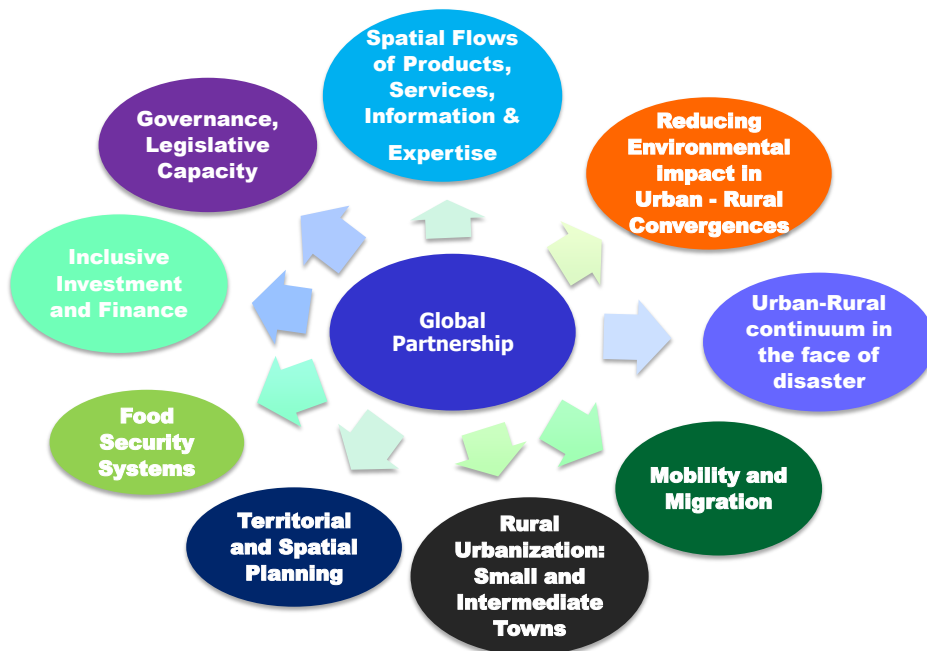 Spatial Flows
of Products,
Services,
Information &
Expertise
Governance,
Legislative
Capacity
Reducing
Environmental
impact in
Urban - Rural
Convergences
Inclusive
Investment
and Finance
Global
Partnership
Urban-Rural
continuum in
the face of
disaster
Food
Security
Systems
Mobility and
Migration
Territorial
and Spatial
Planning
Rural
Urbanization:
Small and
Intermediate
Towns